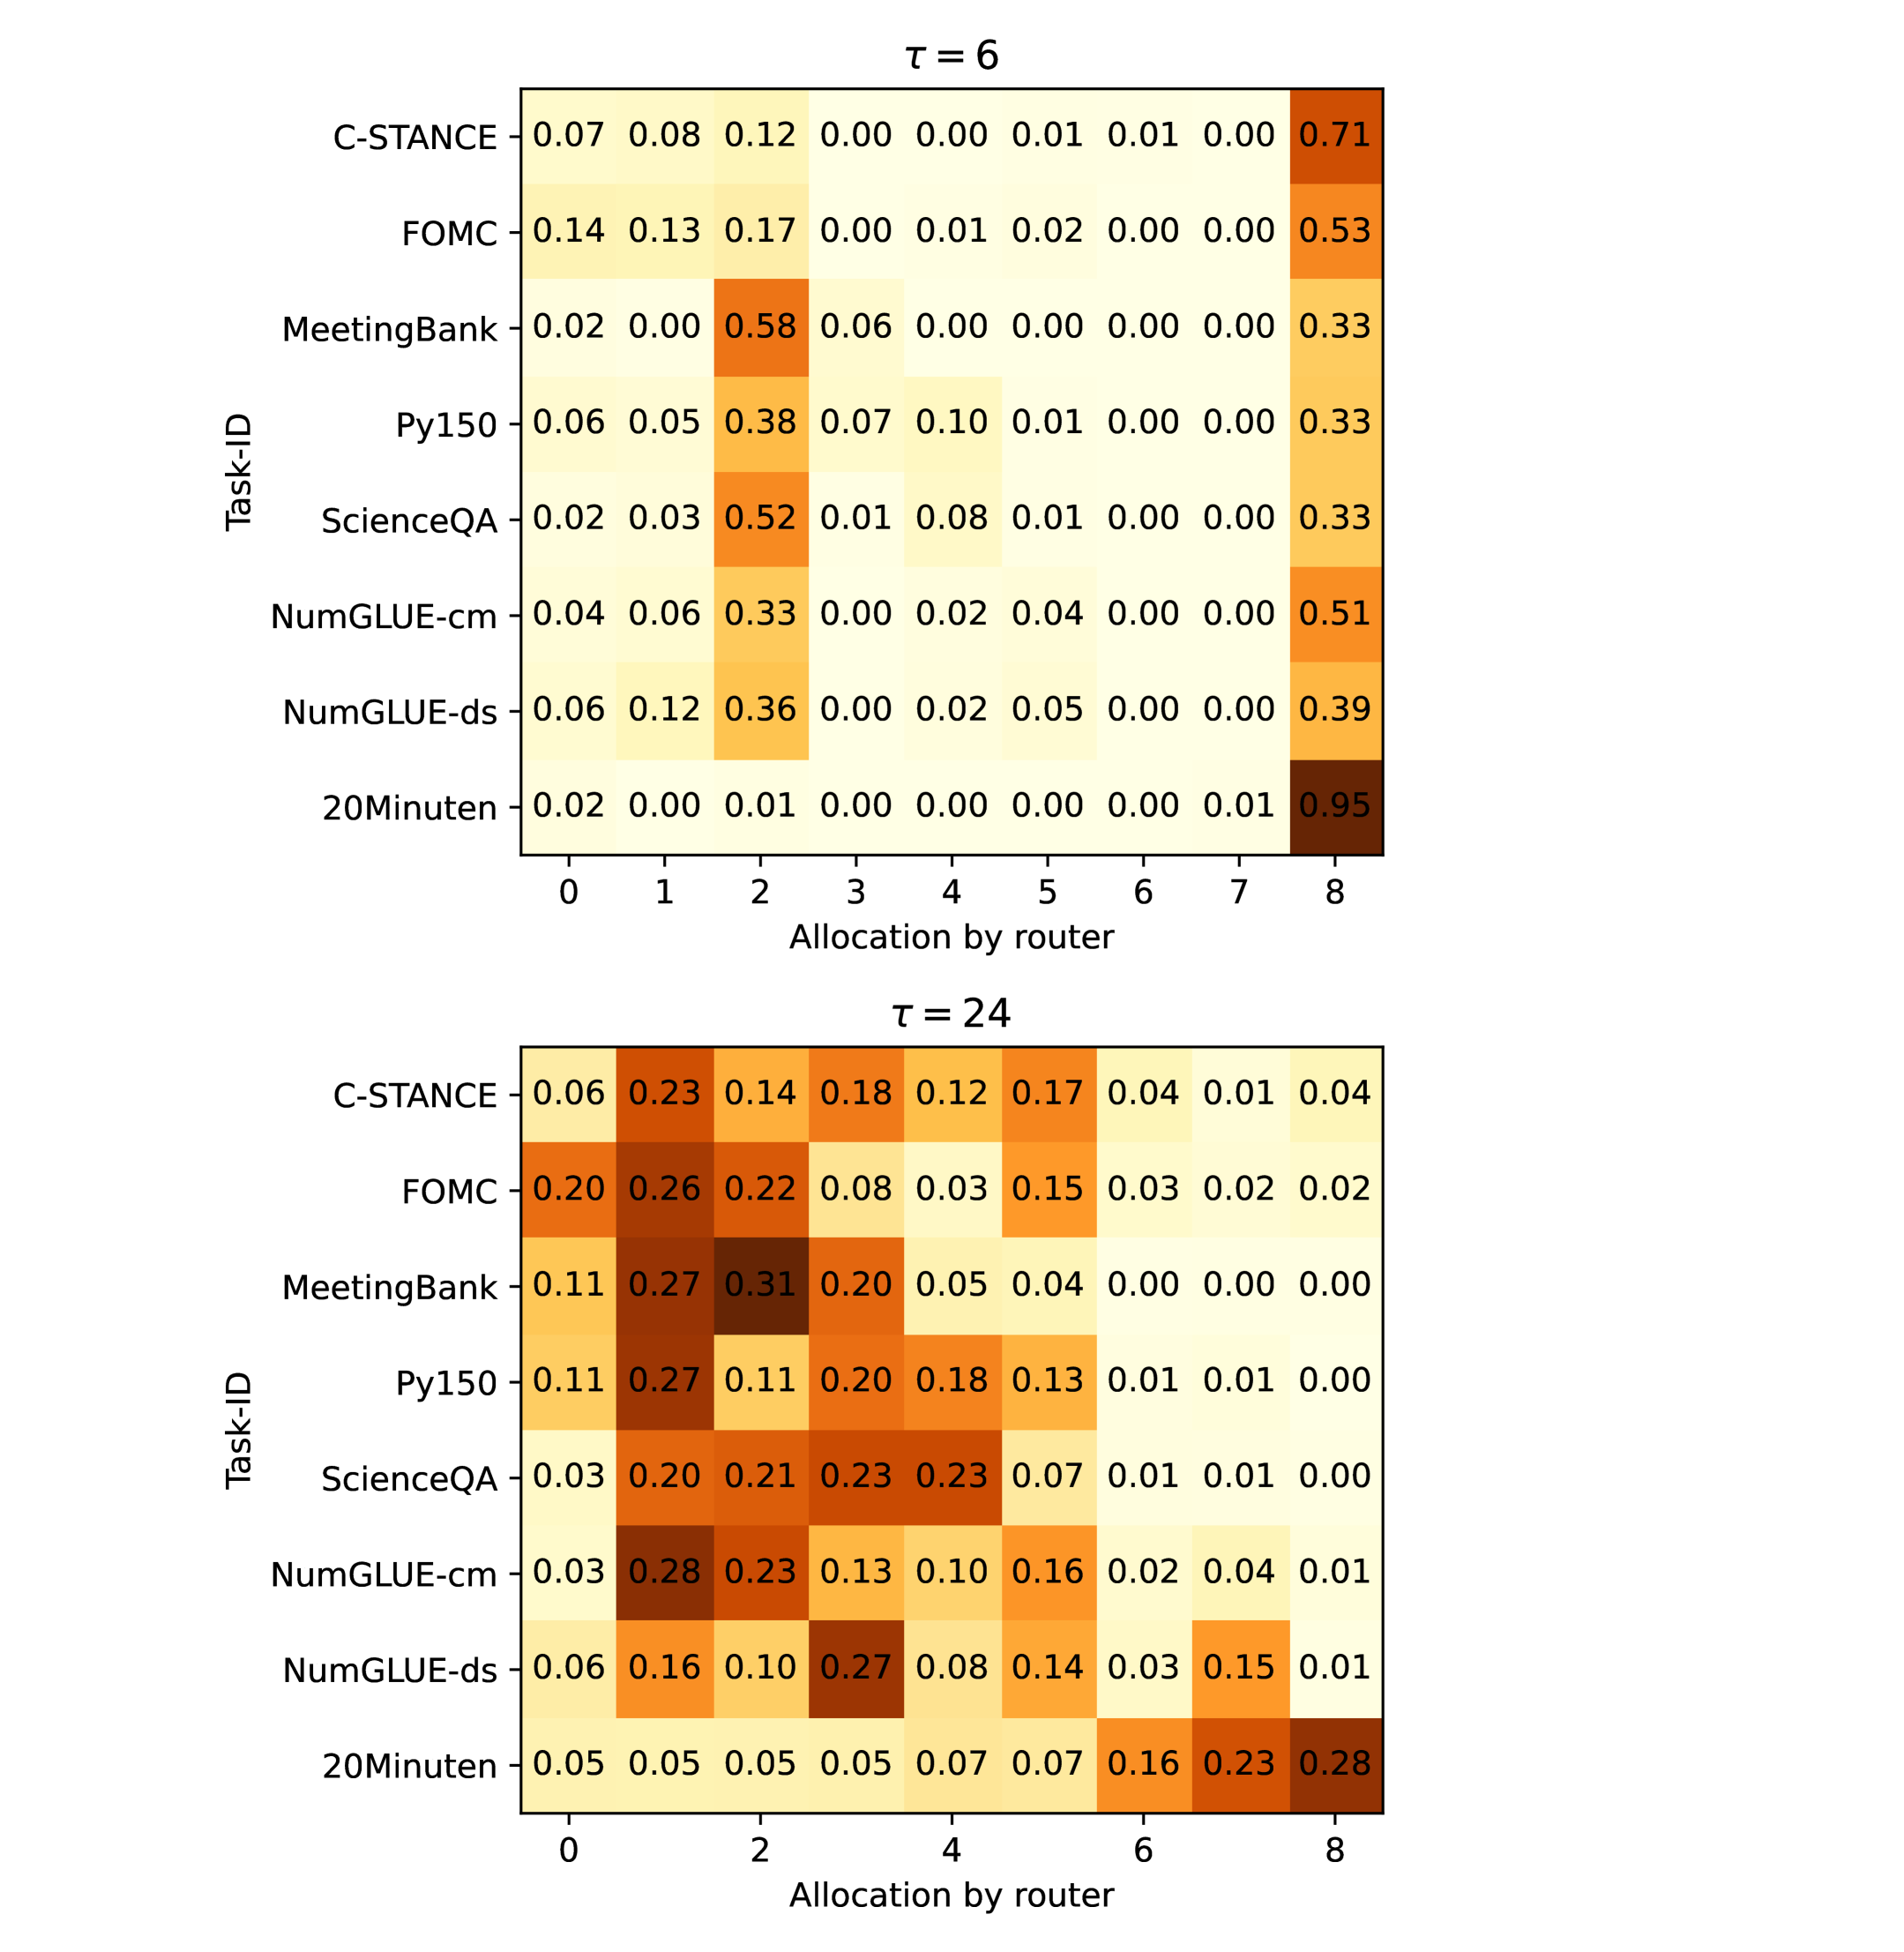 τ = 6
C-STANCE 0.07 0.08 0.12 0.00 0.00 0.01 0.01 0.00 0.71
FOMC 0.14 0.13 0.17 0.00 0.01 0.02 0.00 0.00 0.53
MeetingBank 0.02 0.00 0.58 0.06 0.00 0.00 0.00 0.00 0.33
Py150 0.06 0.05 0.38 0.07 0.10 0.01 0.00 0.00 0.33
ScienceQA 0.02 0.03 0.52 0.01 0.08 0.01 0.00 0.00 0.33
NumGLUE-cm 0.04 0.06 0.33 0.00 0.02 0.04 0.00 0.00 0.51
NumGLUE-ds 0.06 0.12 0.36 0.00 0.02 0.05 0.00 0.00 0.39
20Minuten 0.02 0.00 0.01 0.00 0.00 0.00 0.00 0.01 0.95
Task-ID
0 1 2 3 4 5 6 7 8
Allocation by router
τ = 24
C-STANCE 0.06 0.23 0.14 0.18 0.12 0.17 0.04 0.01 0.04
FOMC 0.20 0.26 0.22 0.08 0.03 0.15 0.03 0.02 0.02
MeetingBank 0.11 0.27 0.31 0.20 0.05 0.04 0.00 0.00 0.00
Py150 0.11 0.27 0.11 0.20 0.18 0.13 0.01 0.01 0.00
ScienceQA 0.03 0.20 0.21 0.23 0.23 0.07 0.01 0.01 0.00
NumGLUE-cm 0.03 0.28 0.23 0.13 0.10 0.16 0.02 0.04 0.01
NumGLUE-ds 0.06 0.16 0.10 0.27 0.08 0.14 0.03 0.15 0.01
20Minuten 0.05 0.05 0.05 0.05 0.07 0.07 0.16 0.23 0.28
Task-ID
0 2 4 6 8
Allocation by router